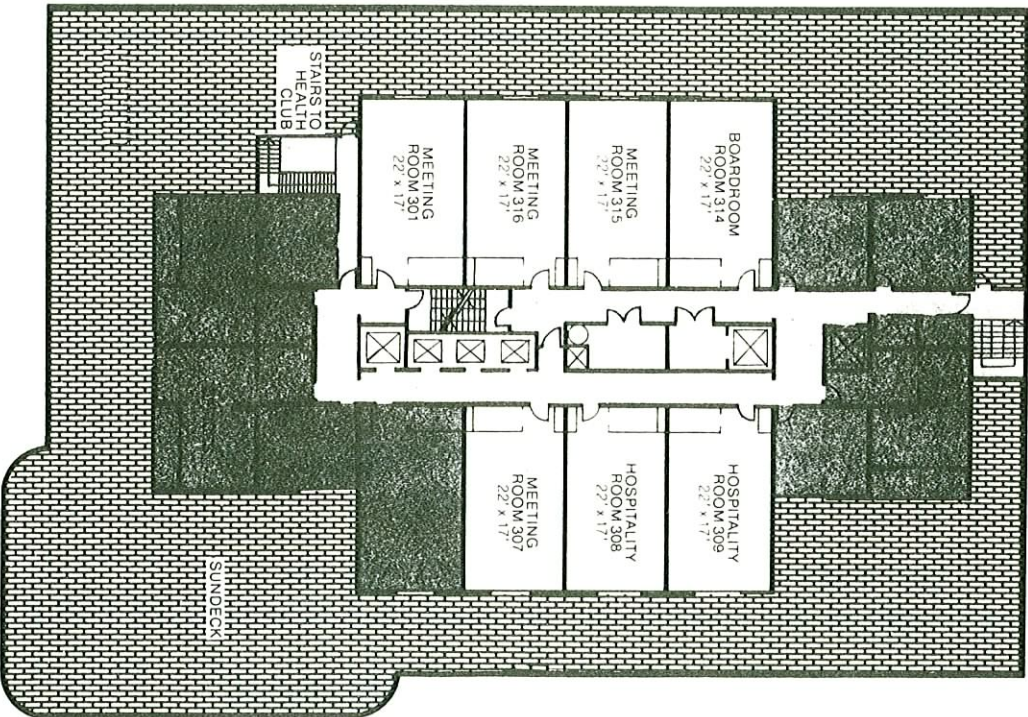 STAIRS TO
HEALTH
CLUB
MEETING
ROOM 301
22' x 17'
MEETING
ROOM 316
22' x 17'
MEETING
ROOM 315
22' x 17'
BOARDROOM
ROOM 314
22' x 17'
MEETING
ROOM 307
22' x 17'
HOSPITALITY
ROOM 308
22' x 17'
HOSPITALITY
ROOM 309
22' x 17'
SUNDECK